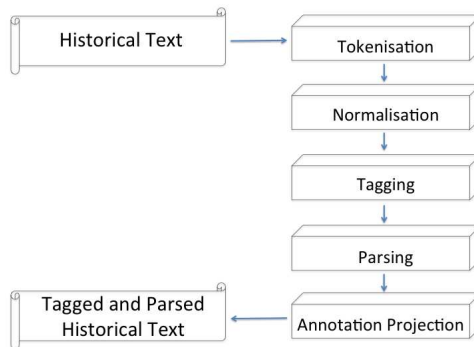 Historical Text
Tokenisation
Normalisation
Tagging
Parsing
Annotation Projection
Tagged and Parsed
Historical Text